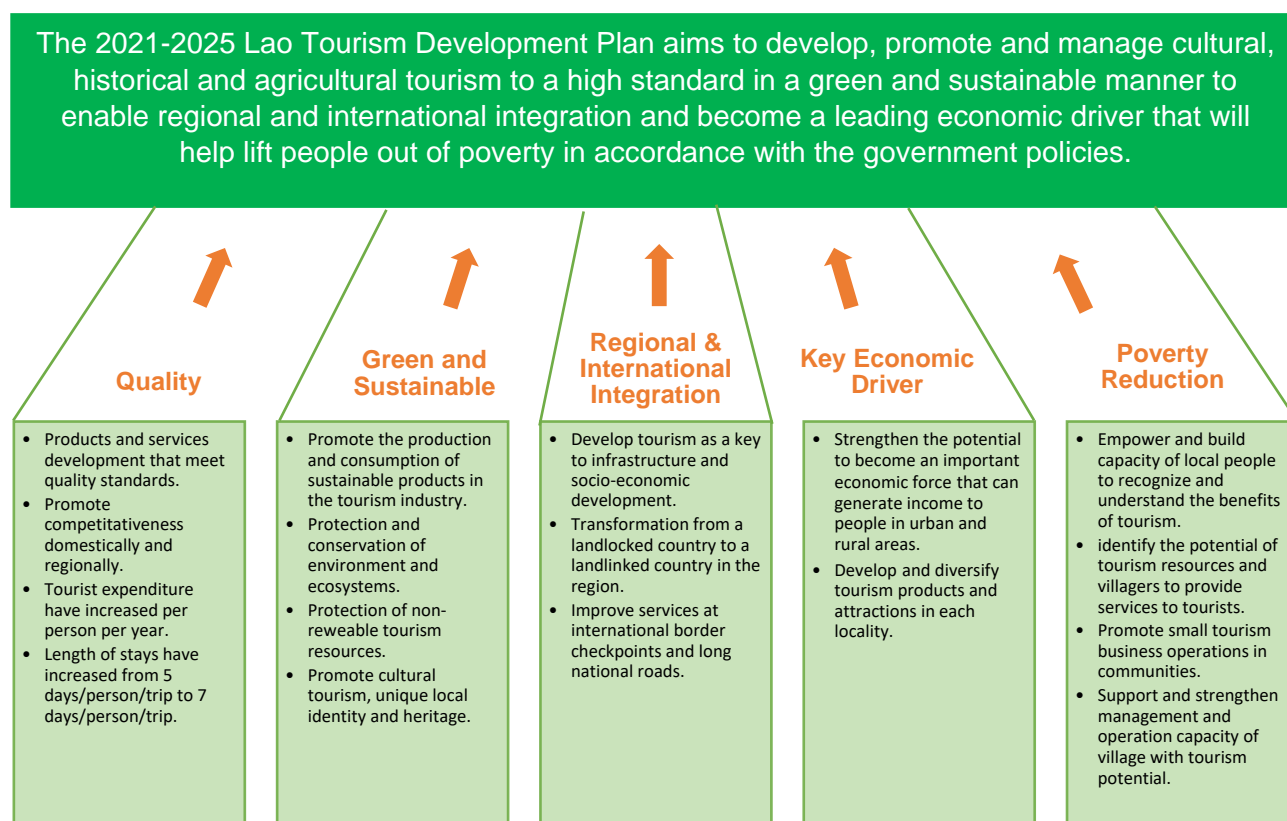 The 2021-2025 Lao Tourism Development Plan aims to develop, promote and manage cultural,
historical and agricultural tourism to a high standard in a green and sustainable manner to
enable regional and international integration and become a leading economic driver that will
help lift people out of poverty in accordance with the government policies.
Quality
• Products and services
development that meet
quality standards.
• Promote
competitativeness
domestically and
regionally.
• Tourist expenditure
have increased per
person per year.
• Length of stays have
increased from 5
days/person/trip to 7
days/person/trip.
Green and
Sustainable
• Promote the production
and consumption of
sustainable products in
the tourism industry.
• Protection and
conservation of
environment and
ecosystems.
• Protection of non-
reweable tourism
resources.
• Promote cultural
tourism, unique local
identity and heritage.
Regional &
International
Integration
• Develop tourism as a key
to infrastructure and
socio-economic
development.
• Transformation from a
landlocked country to a
landlinked country in the
region.
• Improve services at
international border
checkpoints and long
national roads.
Key Economic
Driver
• Strengthen the potential
to become an important
economic force that can
generate income to
people in urban and
rural areas.
• Develop and diversify
tourism products and
attractions in each
locality.
Poverty
Reduction
• Empower and build
capacity of local people
to recognize and
understand the benefits
of tourism.
• identify the potential of
tourism resources and
villagers to provide
services to tourists.
• Promote small tourism
business operations in
communities.
• Support and strengthen
management and
operation capacity of
village with tourism
potential.